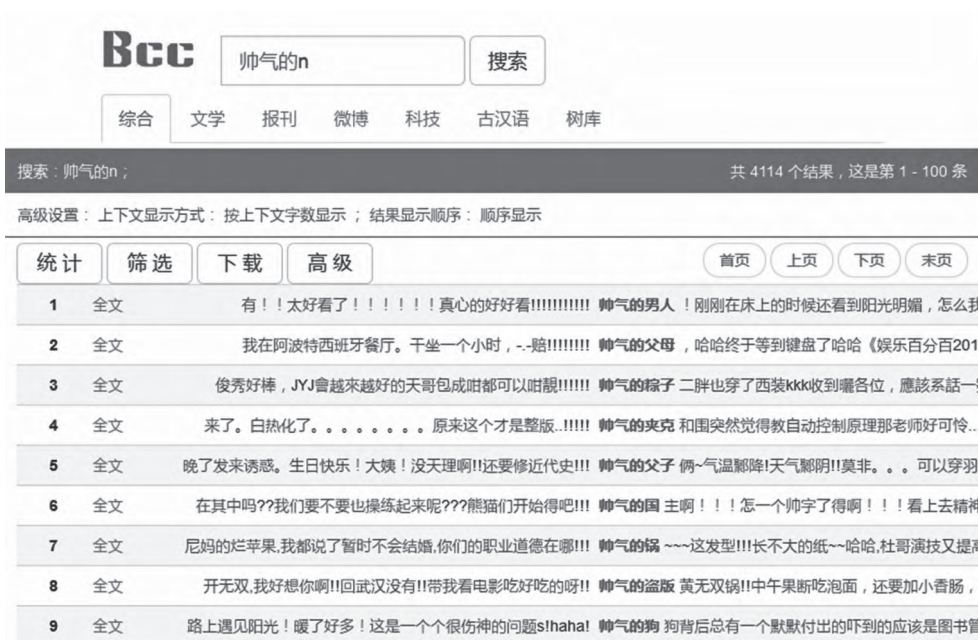 Bcc 帅气的n 搜索
综合 文学 报刊 微博 科技 古汉语 树库
搜索：帅气的n； 共 4114 个结果，这是第 1 - 100 条
高级设置： 上下文显示方式： 按上下文字数显示 ； 结果显示顺序： 顺序显示
统计 筛选 下载 高级 首页 上页 下页 末页
1 全文 有！！太好看了！！！！！！真心的好好看!!!!!!!!!!! 帅气的男人 ！刚刚在床上的时候还看到阳光明媚，怎么我
2 全文 我在阿波特西班牙餐厅。干坐一个小时，-.-赔!!!!!!!! 帅气的父母 ，哈哈终于等到键盘了哈哈《娱乐百分百201
3 全文 俊秀好棒，JYJ會越來越好的天哥包成咁都可以咁靚!!!!!! 帅气的粽子 二胖也穿了西装kkk收到曬各位，應該系話一
4 全文 来了。白热化了。。。。。。。。原来这个才是整版..!!!!! 帅气的夹克 和围突然觉得教自动控制原理那老师好可怜...
5 全文 晚了发来诱惑。生日快乐！大姨！没天理啊!!还要修近代史!!! 帅气的父子 俩~气温鄹降!天气鄹阴!!莫非。。。可以穿羽
6 全文 在其中吗??我们要不要也操练起来呢???熊猫们开始得吧!!! 帅气的国 主啊！！！怎一个帅字了得啊！！！看上去精神
7 全文 尼妈的烂苹果,我都说了暂时不会结婚,你们的职业道德在哪!!! 帅气的锅 ~~~这发型!!!长不大的纸~~哈哈,杜哥演技又提高
8 全文 开无双,我好想你啊!!回武汉没有!!带我看电影吃好吃的呀!! 帅气的盗版 黄无双锅!!中午果断吃泡面，还要加小香肠，
9 全文 路上遇见阳光！暖了好多！这是一个个很伤神的问题s!haha! 帅气的狗 狗背后总有一个默默付出的吓到的应该是图书